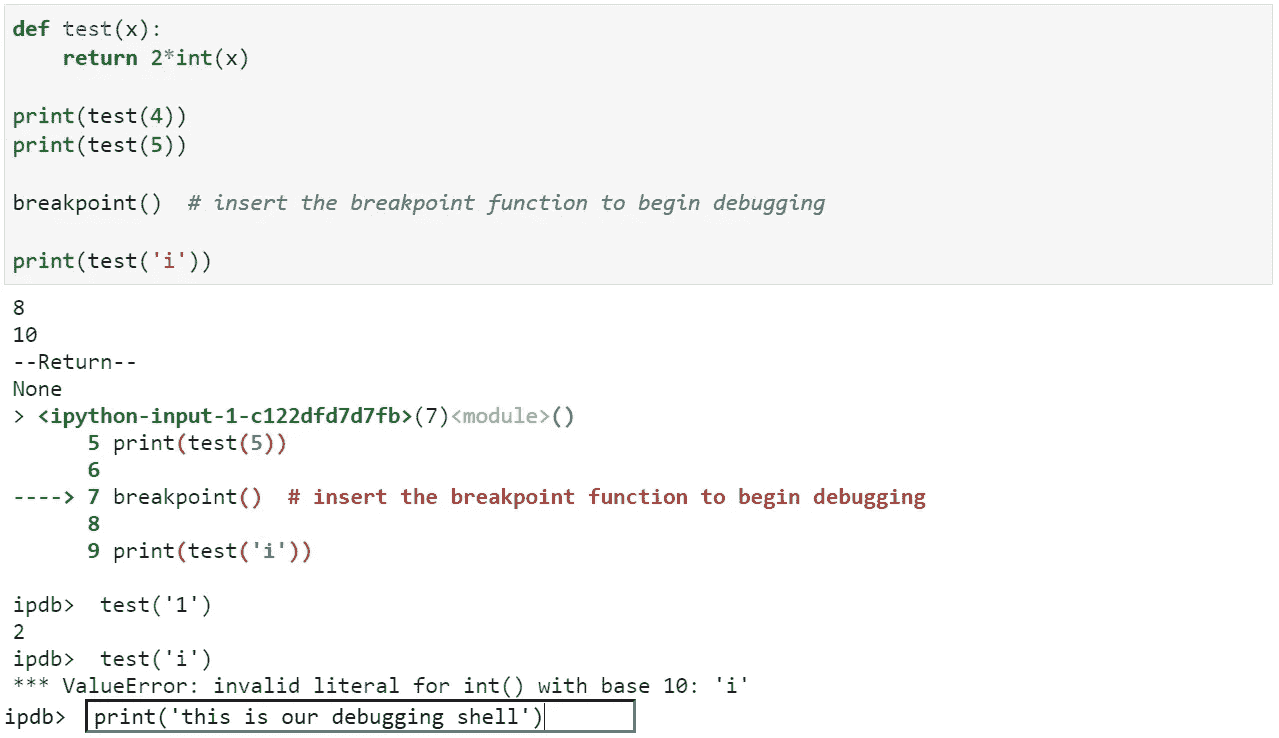 def test(x):
    return 2*int(x)

print(test(4))
print(test(5))

breakpoint()  # insert the breakpoint function to begin debugging

print(test('i'))
8
10
--Return--
None
> <ipython-input-1-c122dfd7d7fb>(7)<module>()
      5 print(test(5))
      6
----> 7 breakpoint()  # insert the breakpoint function to begin debugging
      8
      9 print(test('i'))

ipdb>  test('1')
2
ipdb>  test('i')
*** ValueError: invalid literal for int() with base 10: 'i'
ipdb>  print('this is our debugging shell')